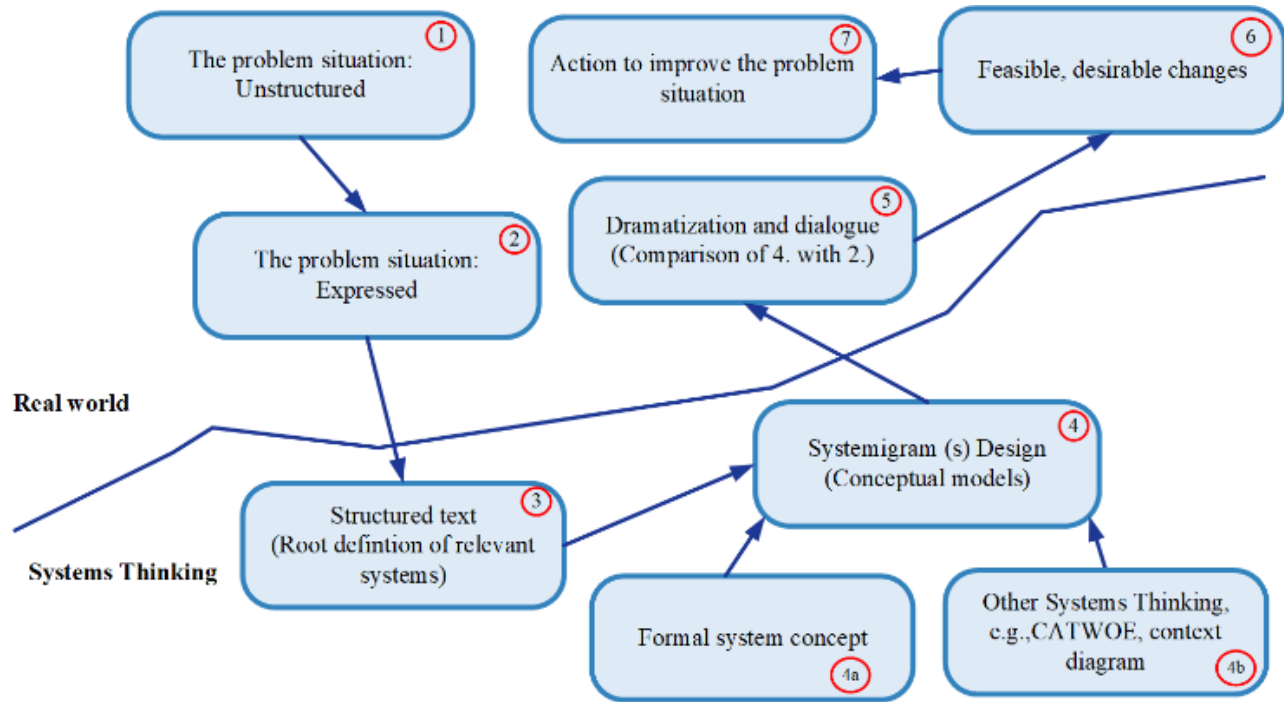 1
The problem situation:
Unstructured
7
Action to improve the problem
situation
6
Feasible, desirable changes
2
The problem situation:
Expressed
5
Dramatization and dialogue
(Comparison of 4. with 2.)
Real world
Systems Thinking
3
Structured text
(Root defintion of relevant
systems)
4
Systemigram (s) Design
(Conceptual models)
Formal system concept
4a
Other Systems Thinking,
e.g.,CATWOE, context
diagram
4b